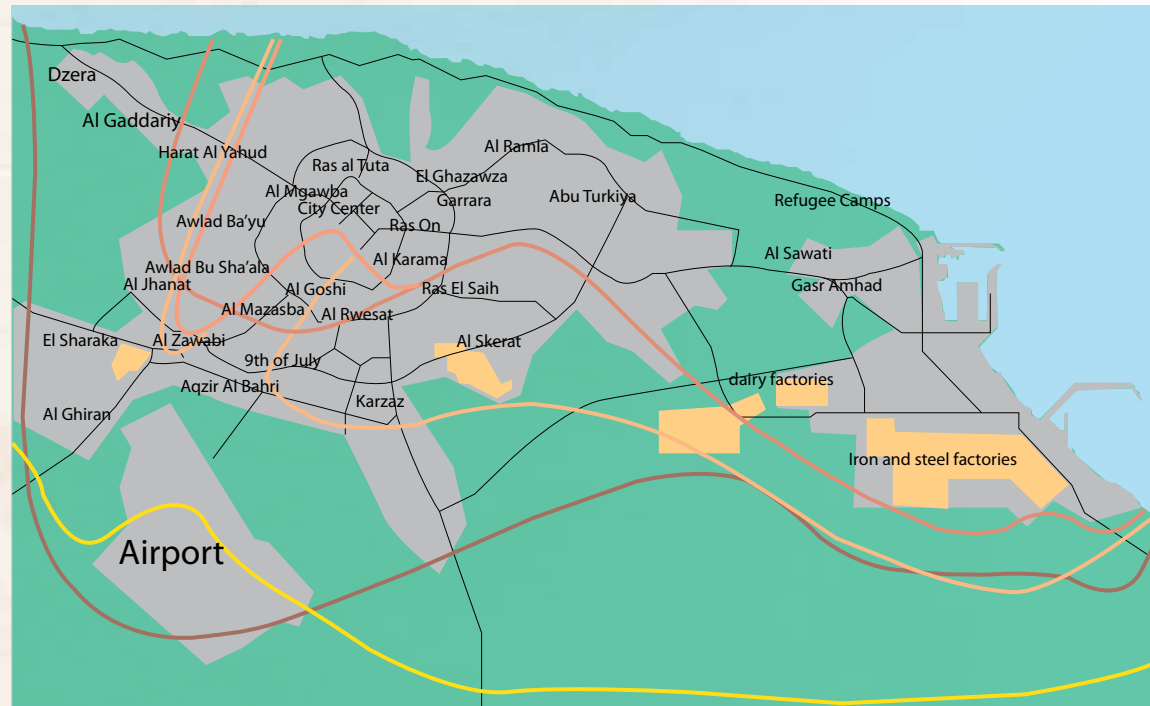 Dzera
Al Gaddariy
Harat Al Yahud
Al Ramla
Ras al Tuta
El Ghazawza
Al Mgawba
Garrara
Abu Turkiya
Refugee Camps
City Center
Awlad Ba'yu
Ras On
Al Sawati
Al Karama
Awlad Bu Sha'ala
Al Jhanat
Al Goshi
Ras El Saih
Gasr Amhad
Al Mazasba
Al Rwesat
El Sharaka
Al Zawabi
Al Skerat
9th of July
dairy factories
Aqzir Al Bahri
Karzaz
Al Ghiran
Iron and steel factories
Airport